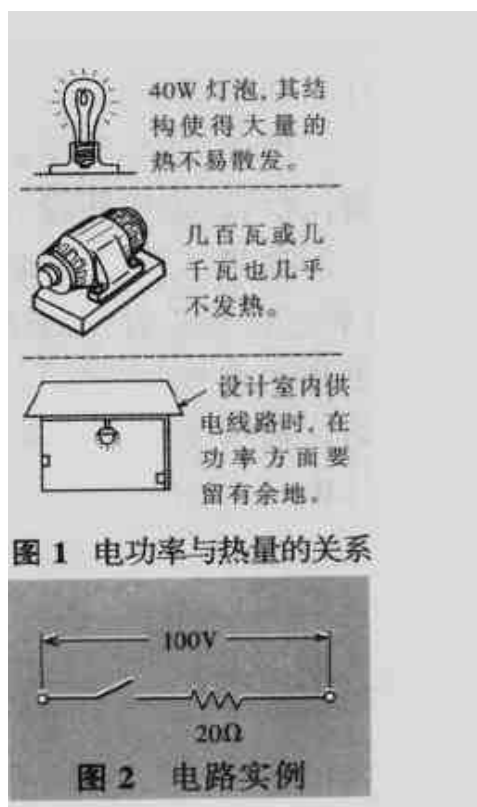 40W 灯泡，其结
构使得大量的
热不易散发。
几百瓦或几
千瓦也几乎
不发热。
设计室内供
电线路时，在
功率方面要
留有余地。
图 1 电功率与热量的关系
100V
20Ω
图 2 电路实例